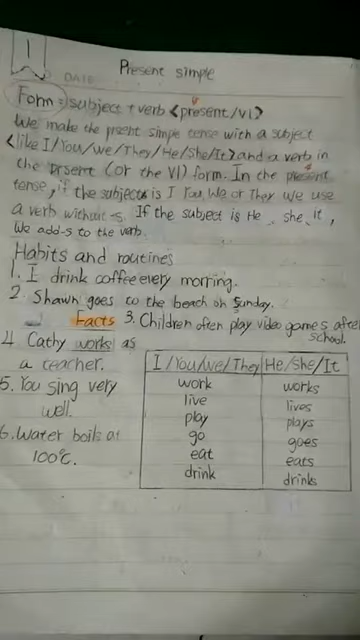 1
DATE
Present simple
Form = subject + verb <present/V1>
We make the prcent simpe tense with a subject
<like I/You/we/They/He/She/It> and a verb in
the prsent (or the V1) form. In the present
tense, if the subjects is I You, We or They we use
a verb without -s. If the subject is He, she, it,
We add-s to the verb.
Habits and routines
1. I drink coffee every morring.
2. Shawn goes to the beach on Sunday.
Facts 3. Children often play video games after school.
4 Cathy works as
a teacher.
5. You sing very
well.
6. Water boils at
100°c.
I/You/we/They He/She/It
work works
live lives
play plays
go goes
eat eats
drink drinks